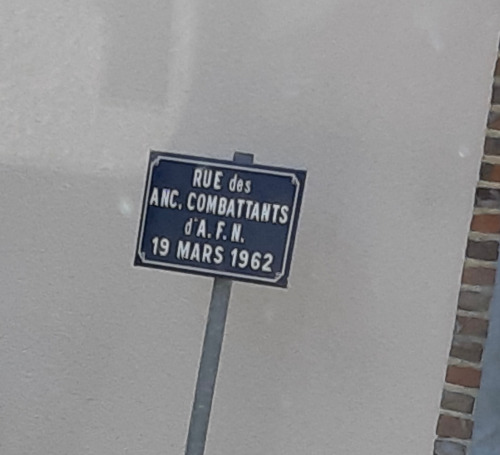 RUE des
ANC. COMBATTANTS
d'A. F. N.
19 MARS 1962